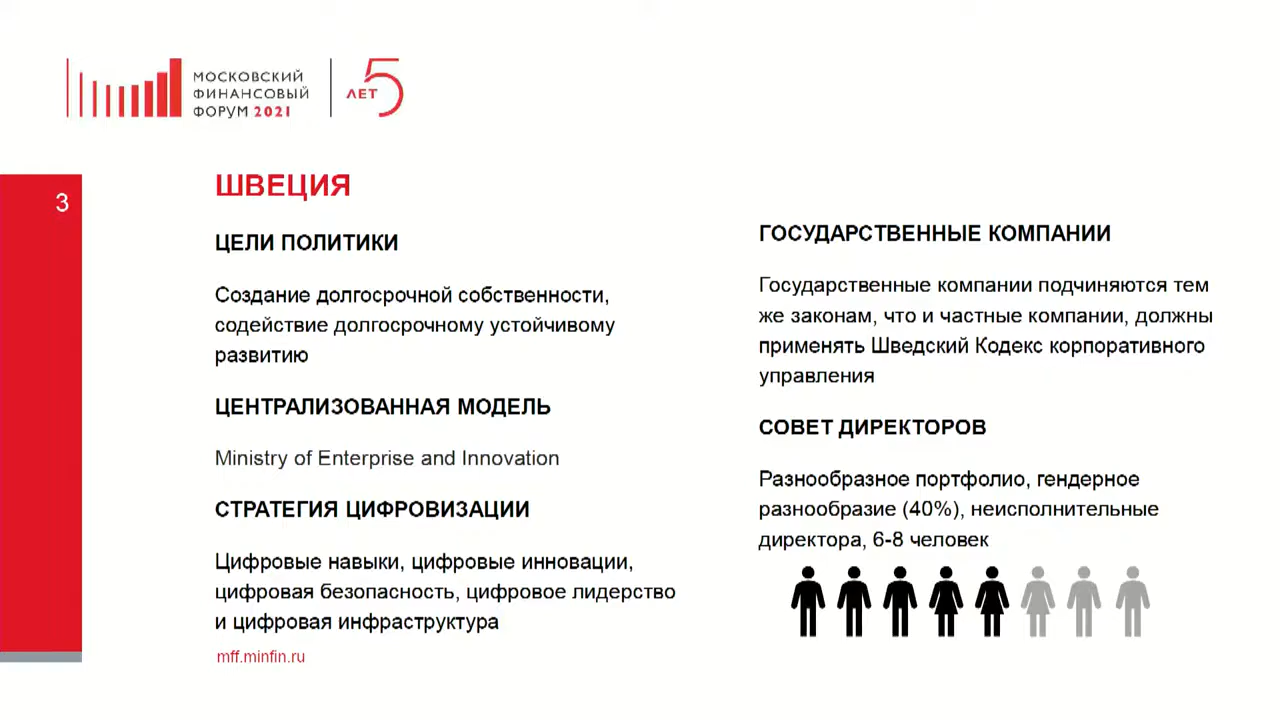 МОСКОВСКИЙ
ФИНАНСОВЫЙ
ФОРУМ 2021
ЛЕТ 5
3
ШВЕЦИЯ
ЦЕЛИ ПОЛИТИКИ
Создание долгосрочной собственности,
содействие долгосрочному устойчивому
развитию
ЦЕНТРАЛИЗОВАННАЯ МОДЕЛЬ
Ministry of Enterprise and Innovation
СТРАТЕГИЯ ЦИФРОВИЗАЦИИ
Цифровые навыки, цифровые инновации,
цифровая безопасность, цифровое лидерство
и цифровая инфраструктура
mff.minfin.ru
ГОСУДАРСТВЕННЫЕ КОМПАНИИ
Государственные компании подчиняются тем
же законам, что и частные компании, должны
применять Шведский Кодекс корпоративного
управления
СОВЕТ ДИРЕКТОРОВ
Разнообразное портфолио, гендерное
разнообразие (40%), неисполнительные
директора, 6-8 человек